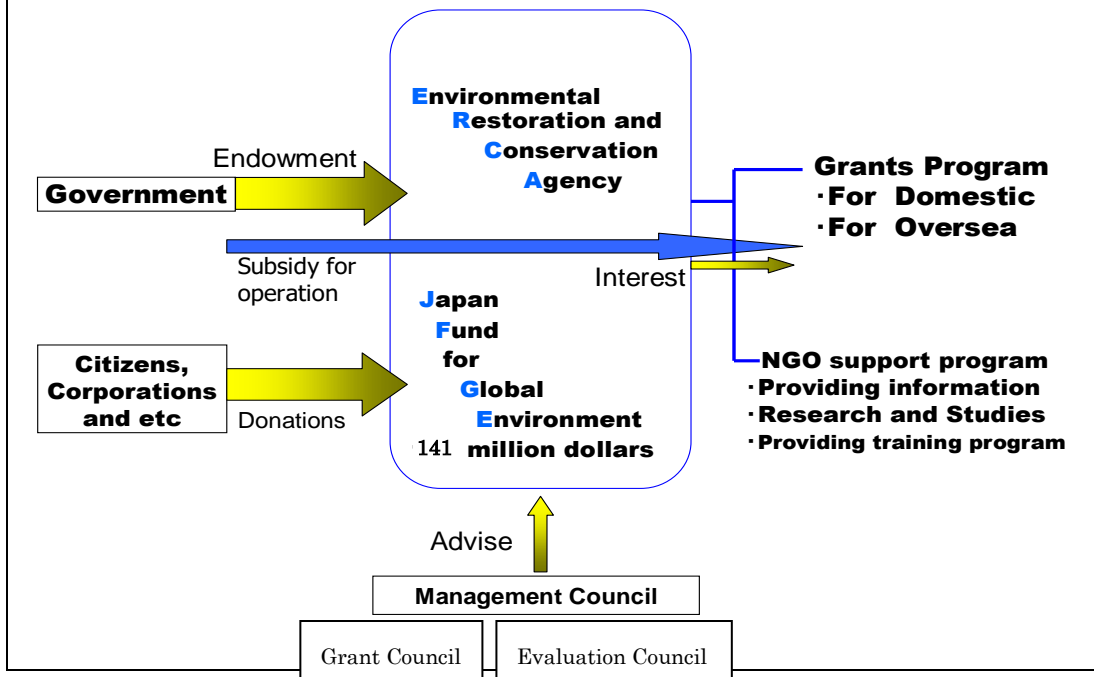 Environmental
Restoration and
Conservation
Agency
Endowment
Government
Subsidy for
operation
Interest
Grants Program
·For Domestic
·For Oversea
Japan
Fund
for
Global
Environment
141 million dollars
Citizens,
Corporations
and etc
Donations
NGO support program
·Providing information
·Research and Studies
·Providing training program
Advise
Management Council
Grant Council
Evaluation Council